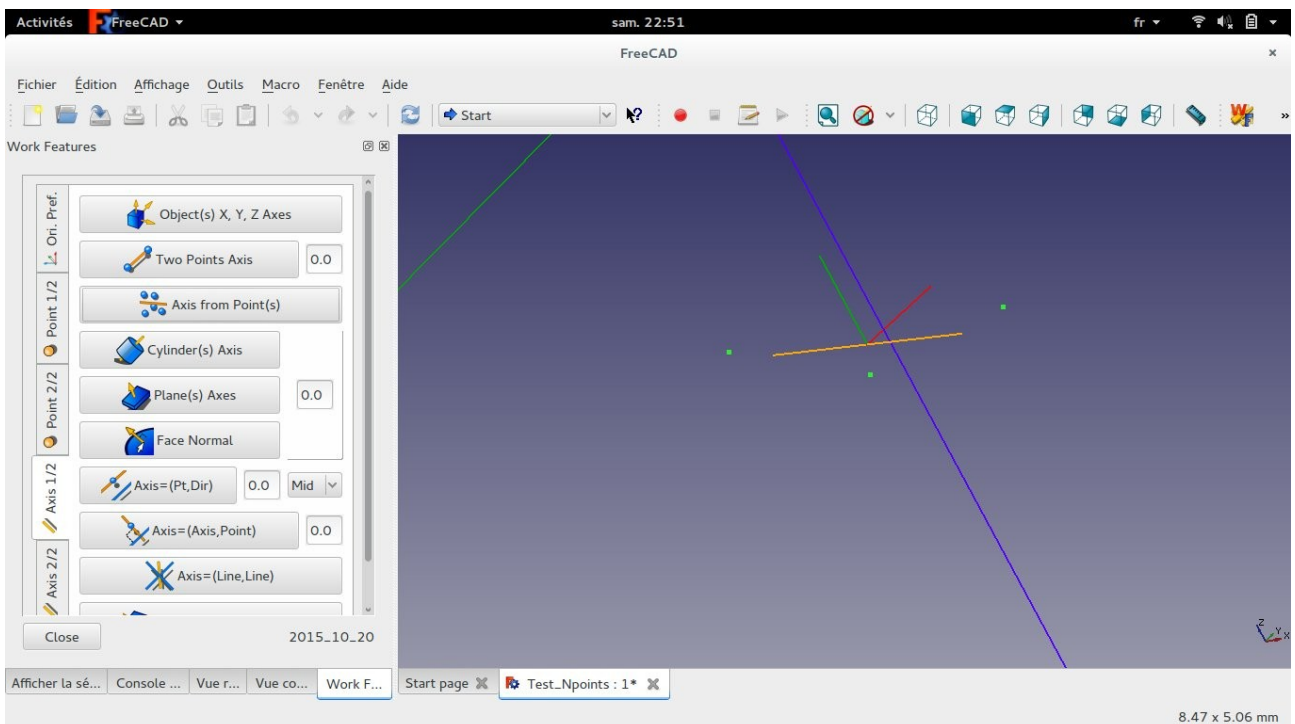 Activités FreeCAD sam. 22:51 fr
FreeCAD
Fichier Édition Affichage Outils Macro Fenêtre Aide
Start
Work Features
Ori. Pref.
Point 1/2
Point 2/2
Axis 1/2
Axis 2/2
Object(s) X, Y, Z Axes
Two Points Axis 0.0
Axis from Point(s)
Cylinder(s) Axis
Plane(s) Axes 0.0
Face Normal
Axis=(Pt,Dir) 0.0 Mid
Axis=(Axis,Point) 0.0
Axis=(Line,Line)
Close 2015_10_20
Z Y X
Afficher la sé... Console ... Vue r... Vue co... Work F... Start page Test_Npoints : 1*
8.47 x 5.06 mm